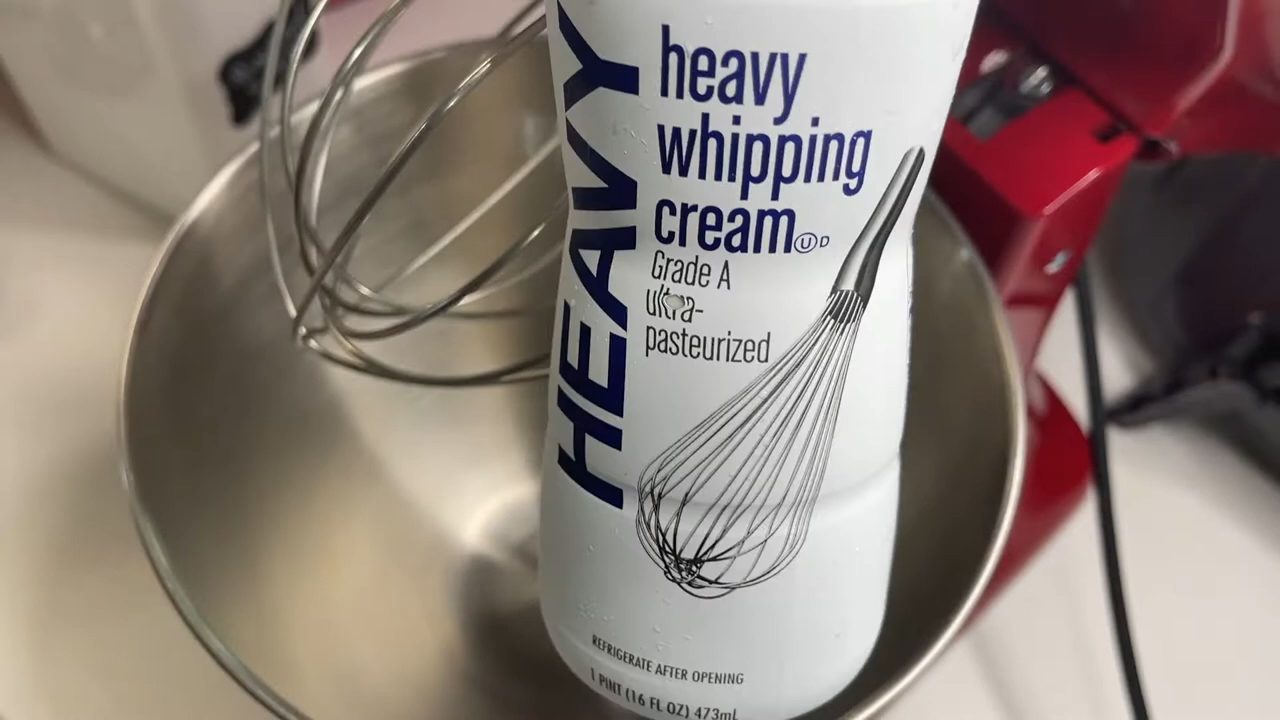 HEAVY
heavy
whipping
cream Ⓤ D
Grade A
ultra-
pasteurized
REFRIGERATE AFTER OPENING
1 PINT (16 FL OZ) 473mL